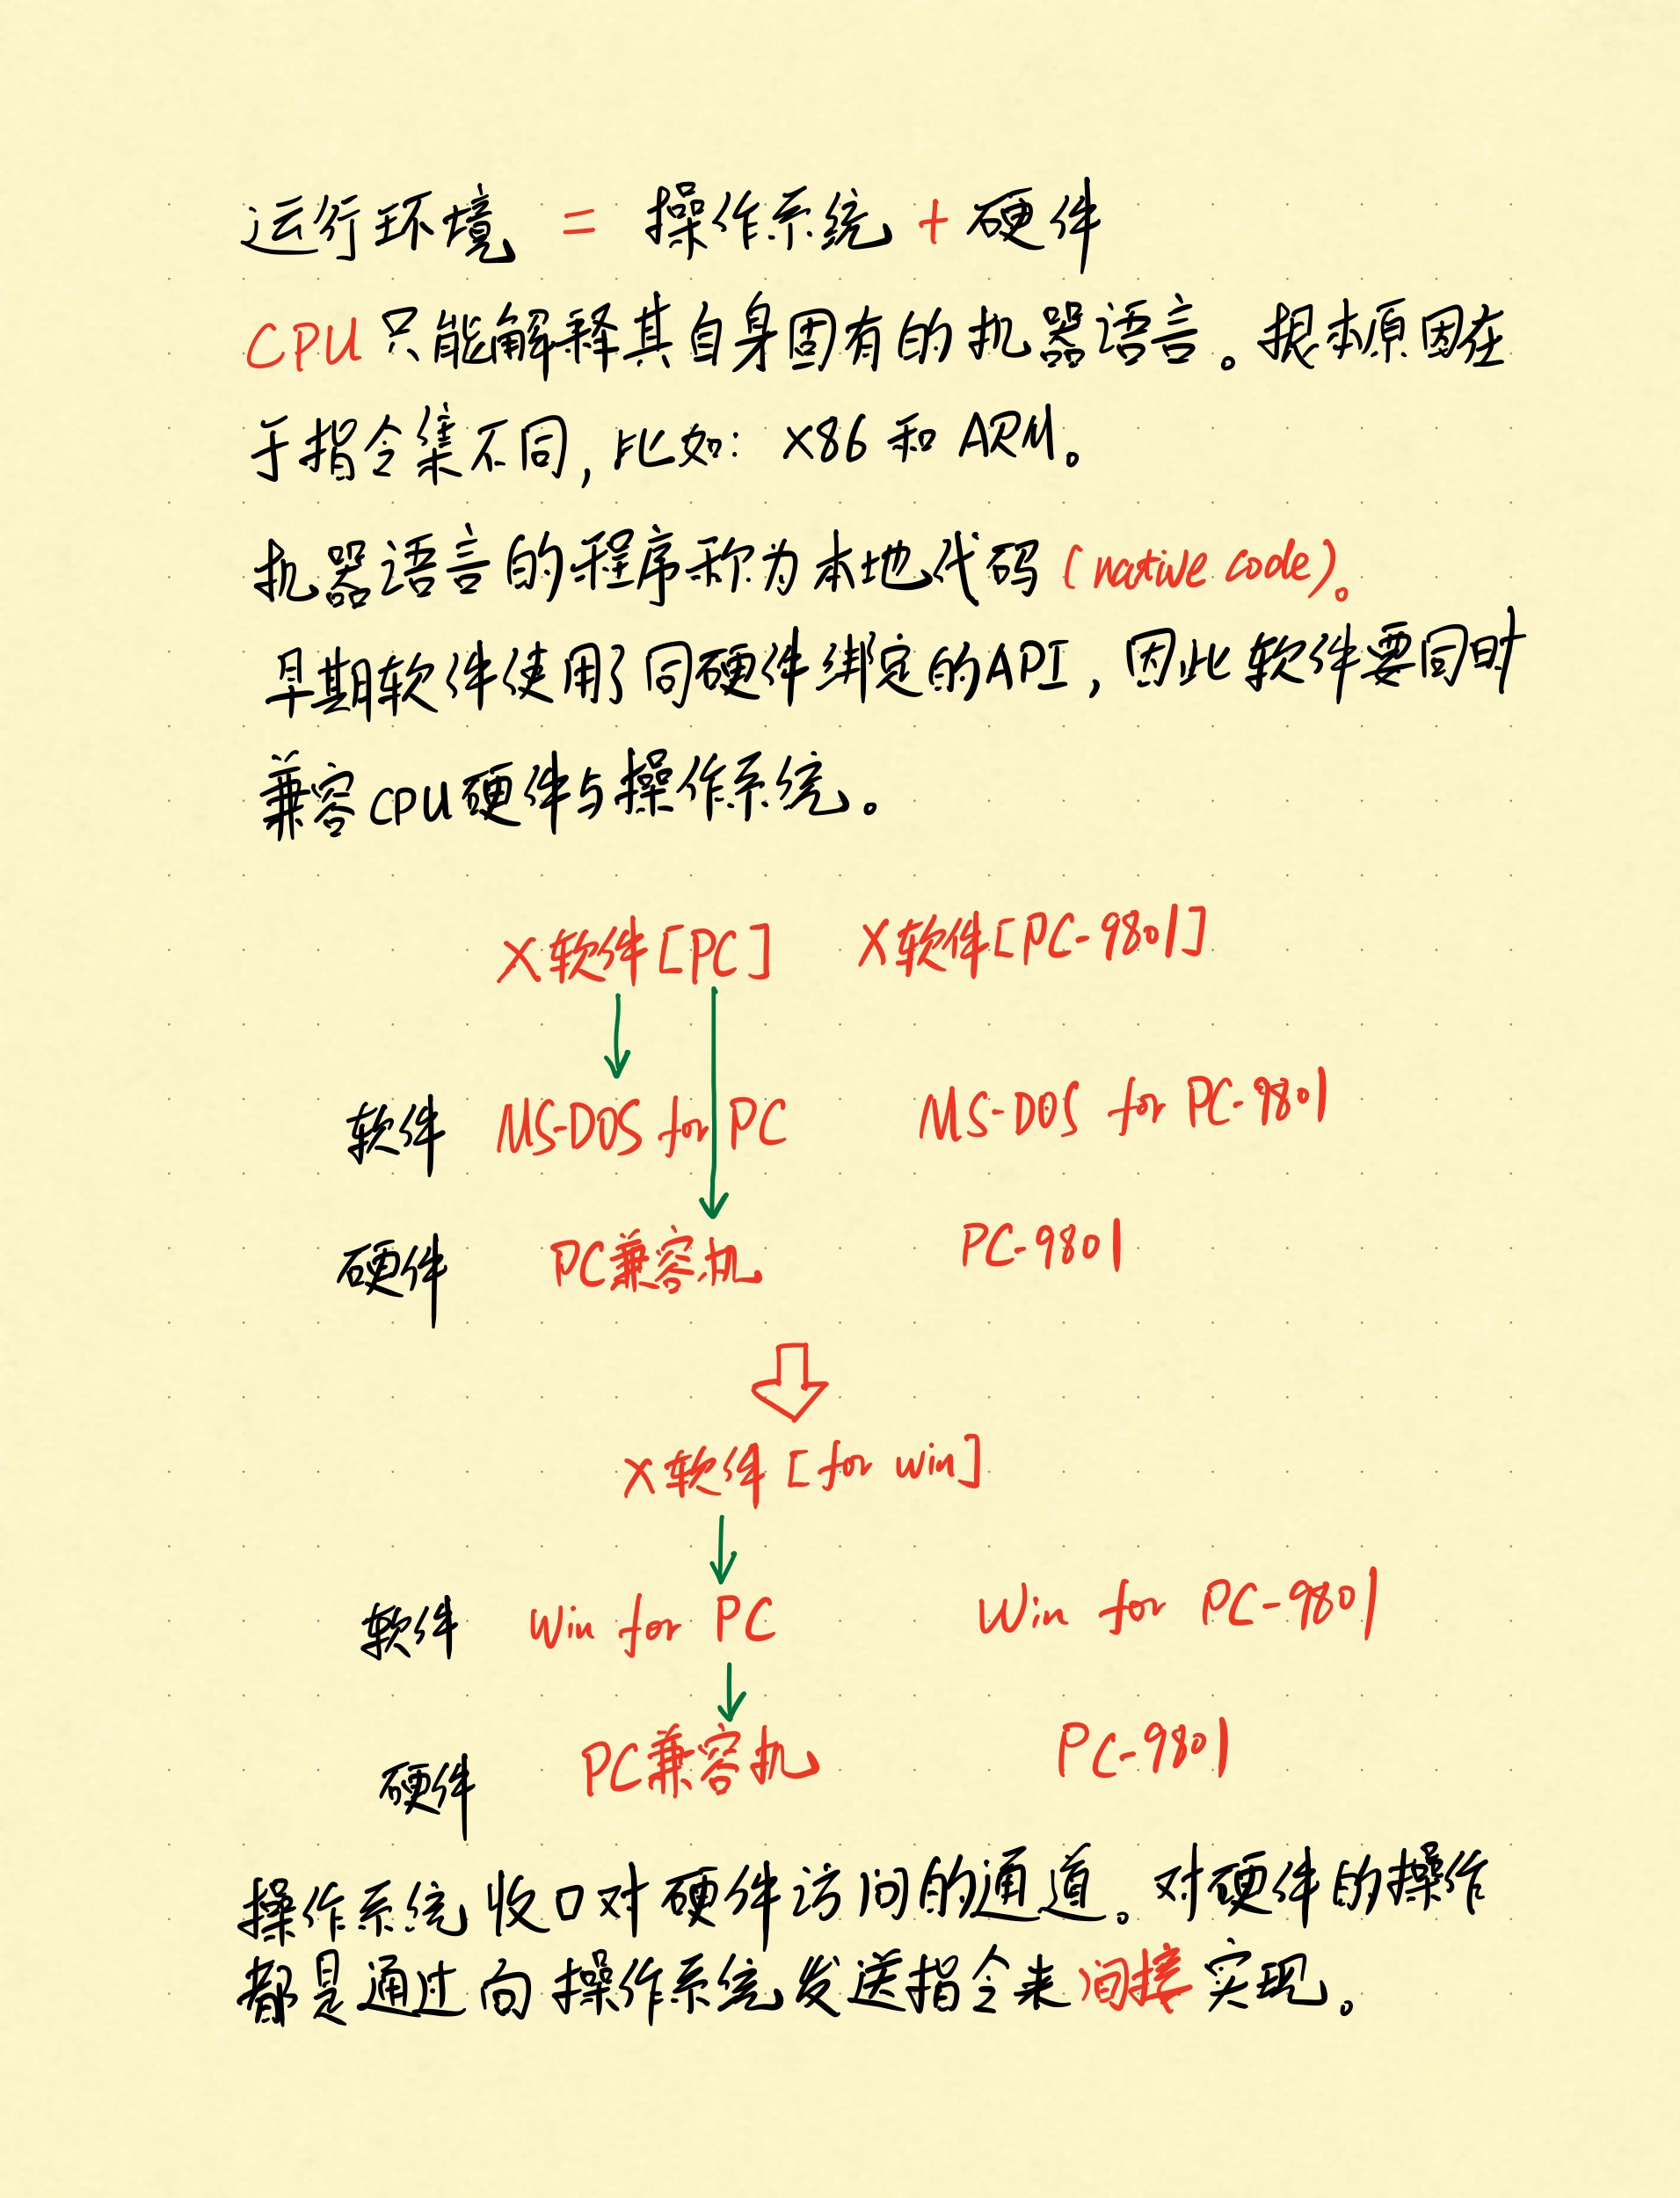 运行环境 = 操作系统 + 硬件
CPU只能解释其自身固有的机器语言。根本原因在
于指令集不同,比如: X86 和 ARM。
机器语言的程序称为本地代码(native code)。
早期软件使用了同硬件绑定的API,因此软件要同时
兼容CPU硬件与操作系统。
X软件[PC] X软件[PC-9801]
软件 MS-DOS for PC MS-DOS for PC-9801
硬件 PC兼容机 PC-9801
X软件 [for win]
软件 Win for PC Win for PC-9801
硬件 PC兼容机 PC-9801
操作系统收口对硬件访问的通道。对硬件的操作
都是通过向操作系统发送指令来间接实现。